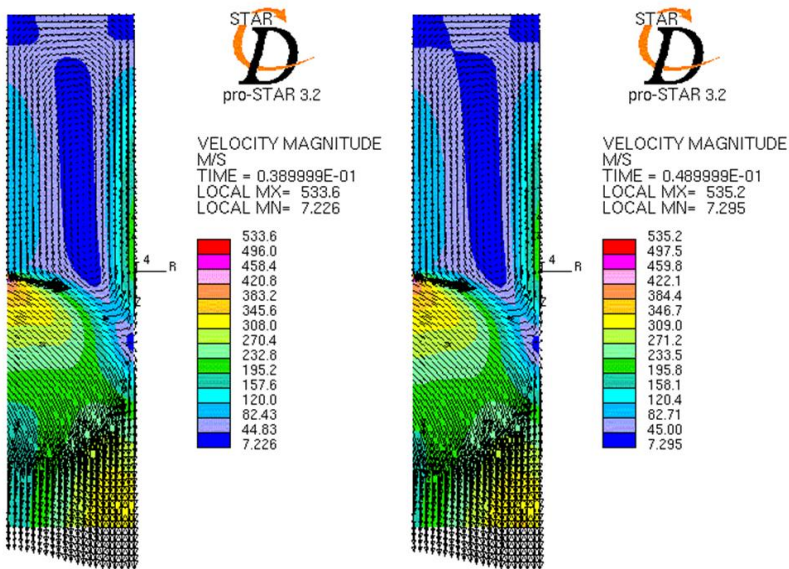 STAR
CD
pro-STAR 3.2
VELOCITY MAGNITUDE
M/S
TIME = 0.389999E-01
LOCAL MX= 533.6
LOCAL MN= 7.226
533.6
496.0
458.4
420.8
383.2
345.6
308.0
270.4
232.8
195.2
157.6
120.0
82.43
44.83
7.226
4
R
Z
STAR
CD
pro-STAR 3.2
VELOCITY MAGNITUDE
M/S
TIME = 0.489999E-01
LOCAL MX= 535.2
LOCAL MN= 7.295
535.2
497.5
459.8
422.1
384.4
346.7
309.0
271.2
233.5
195.8
158.1
120.4
82.71
45.00
7.295
4
R
Z